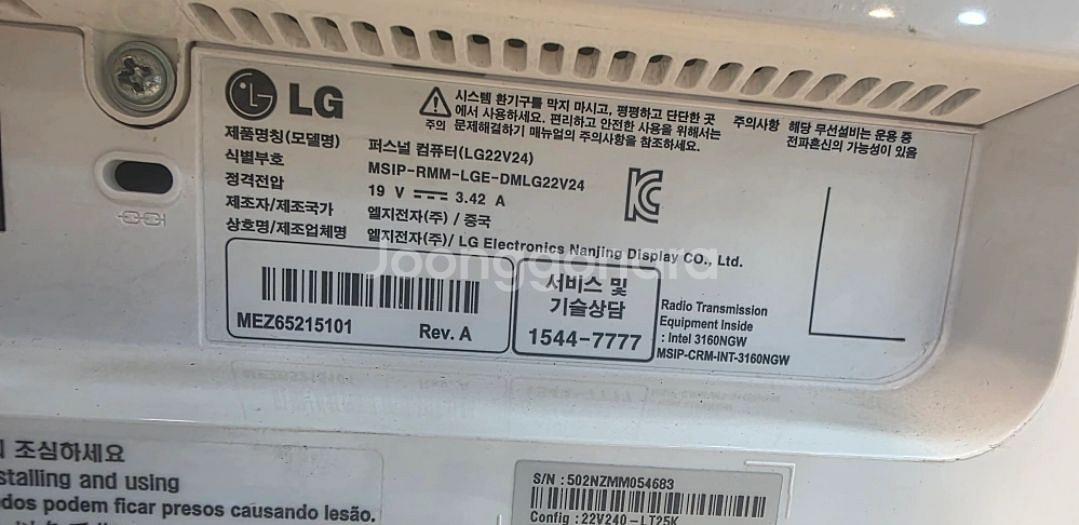 LG
시스템 환기구를 막지 마시고, 평평하고 단단한 곳
에서 사용하세요. 편리하고 안전한 사용을 위해서는
주의 문제해결하기 매뉴얼의 주의사항을 참조하세요.
주의사항 해당 무선설비는 운용 중
전파혼신의 가능성이 있음
제품명칭(모델명) 퍼스널 컴퓨터(LG22V24)
식별부호 MSIP-RMM-LGE-DMLG22V24
정격전압 19 V 3.42 A
제조자/제조국가 엘지전자(주) / 중국
상호명/제조업체명 엘지전자(주)/ LG Electronics Nanjing Display CO., Ltd.
Joonggonara
MEZ65215101 Rev. A
서비스 및
기술상담
1544-7777
Radio Transmission
Equipment Inside
: Intel 3160NGW
MSIP-CRM-INT-3160NGW
조심하세요
stalling and using
dos podem ficar presos causando lesão.
S/N : 502NZMM054683
Config : 22V240-LT25K